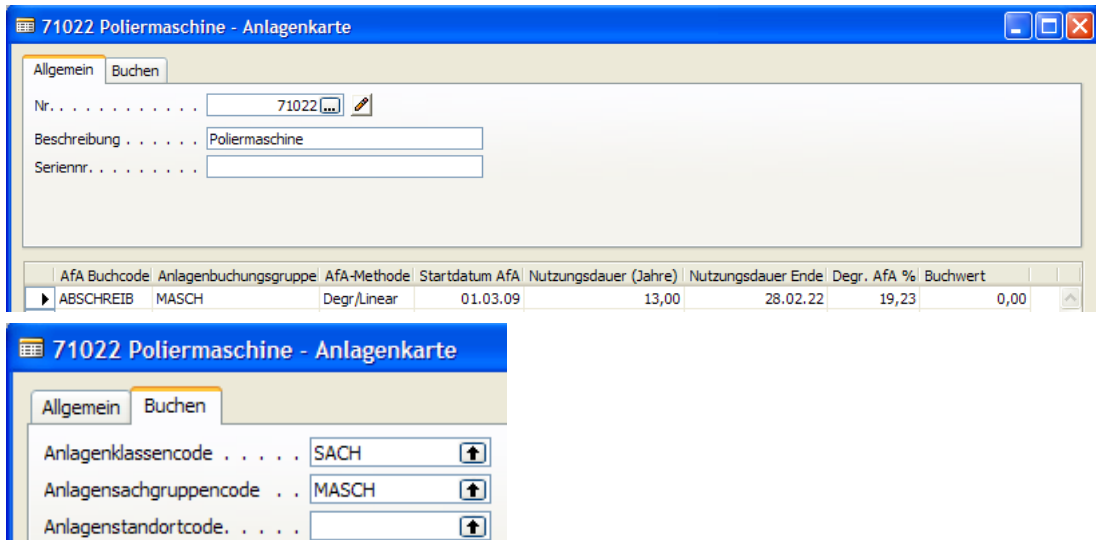 71022 Poliermaschine - Anlagenkarte
Allgemein Buchen
Nr. . . . . . . . . . . . . 71022 ...
Beschreibung . . . . . . Poliermaschine
Seriennr. . . . . . . . . .
AfA Buchcode Anlagenbuchungsgruppe AfA-Methode Startdatum AfA Nutzungsdauer (Jahre) Nutzungsdauer Ende Degr. AfA % Buchwert
ABSCHREIB MASCH Degr/Linear 01.03.09 13,00 28.02.22 19,23 0,00
71022 Poliermaschine - Anlagenkarte
Allgemein Buchen
Anlagenklassencode . . . . . SACH
Anlagensachgruppencode . . MASCH
Anlagenstandortcode. . . . . .